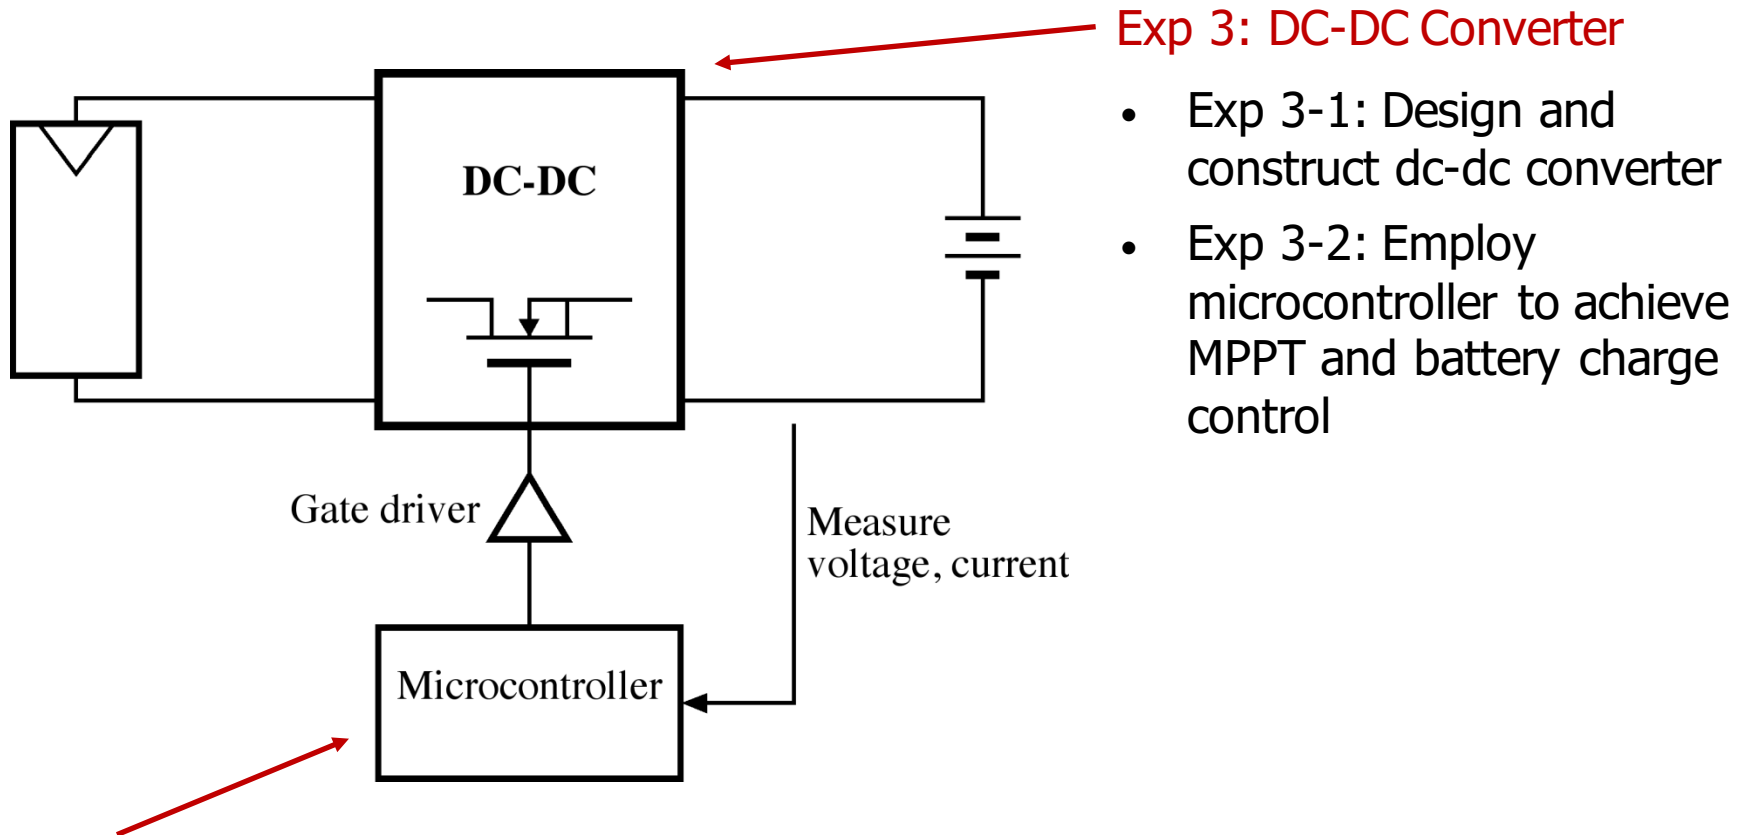 Exp 3: DC-DC Converter
• Exp 3-1: Design and
construct dc-dc converter
• Exp 3-2: Employ
microcontroller to achieve
MPPT and battery charge
control
DC-DC
Gate driver
Measure
voltage, current
Microcontroller